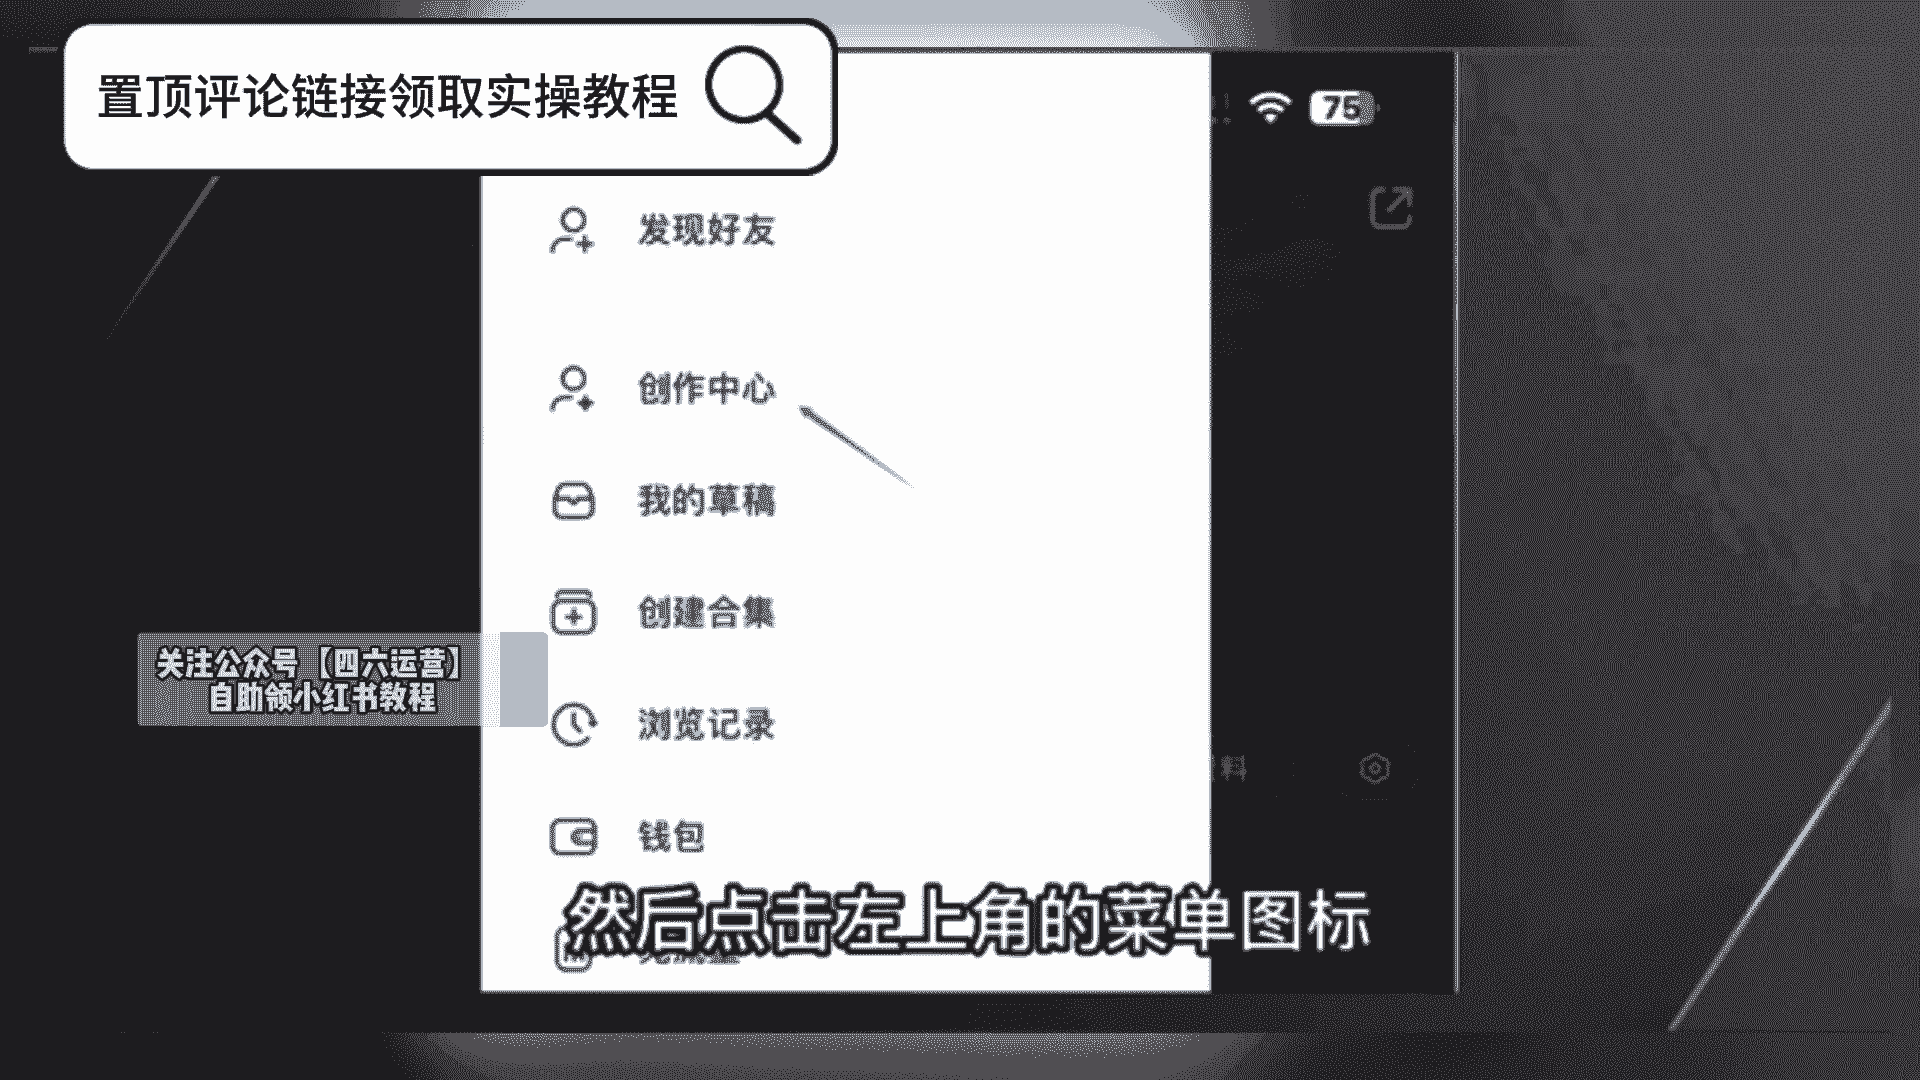 置顶评论链接领取实操教程
75
发现好友
创作中心
我的草稿
创建合集
关注公众号【四六运营】
自助领小红书教程
浏览记录
料
钱包
然后点击左上角的菜单图标